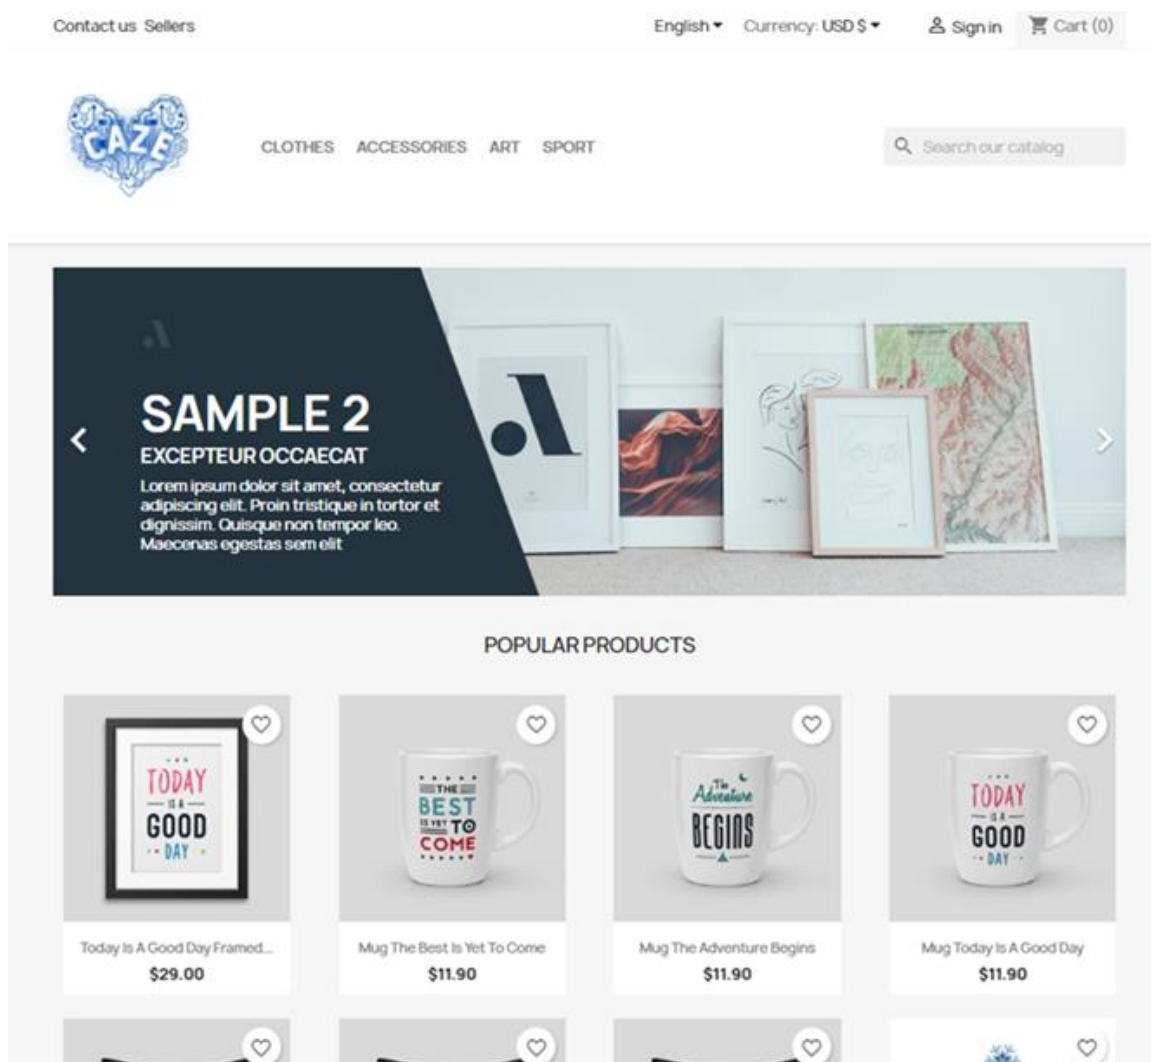 Contact us Sellers
English Currency: USD $ Sign in Cart (0)
CAZE
CLOTHES ACCESSORIES ART SPORT
Search our catalog
SAMPLE 2
EXCEPTEUR OCCAECAT
Lorem ipsum dolor sit amet, consectetur
adipiscing elit. Proin tristique in tortor et
dignissim. Quisque non tempor leo.
Maecenas egestas sem elit
POPULAR PRODUCTS
TODAY
IS A
GOOD
DAY
THE
BEST
IS YET TO
COME
The
Adventure
BEGINS
TODAY
IS A
GOOD
DAY
Today Is A Good Day Framed...
$29.00
Mug The Best Is Yet To Come
$11.90
Mug The Adventure Begins
$11.90
Mug Today Is A Good Day
$11.90